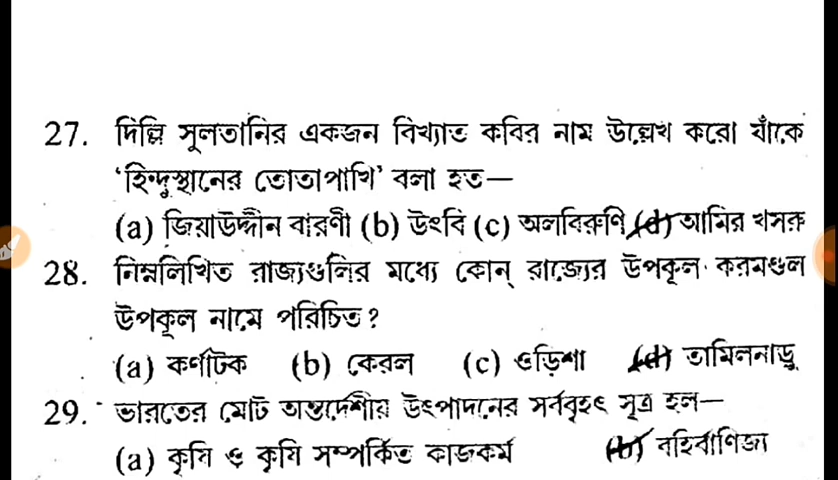 27. দিল্লি সুলতানির একজন বিখ্যাত কবির নাম উল্লেখ করো যাঁকে
‘হিন্দুস্থানের তোতাপাখি’ বলা হত—
(a) জিয়াউদ্দীন বারণী (b) উৎবি (c) অলবিরুণি (d) আমির খসরু
28. নিম্নলিখিত রাজ্যগুলির মধ্যে কোন্ রাজ্যের উপকূল করমণ্ডল
উপকূল নামে পরিচিত?
(a) কর্ণাটক (b) কেরল (c) ওড়িশা (d) তামিলনাড়ু
29. ভারতের মোট অন্তর্দেশীয় উৎপাদনের সর্ববৃহৎ সূত্র হল—
(a) কৃষি ও কৃষি সম্পর্কিত কাজকর্ম (b) বহির্বাণিজ্য